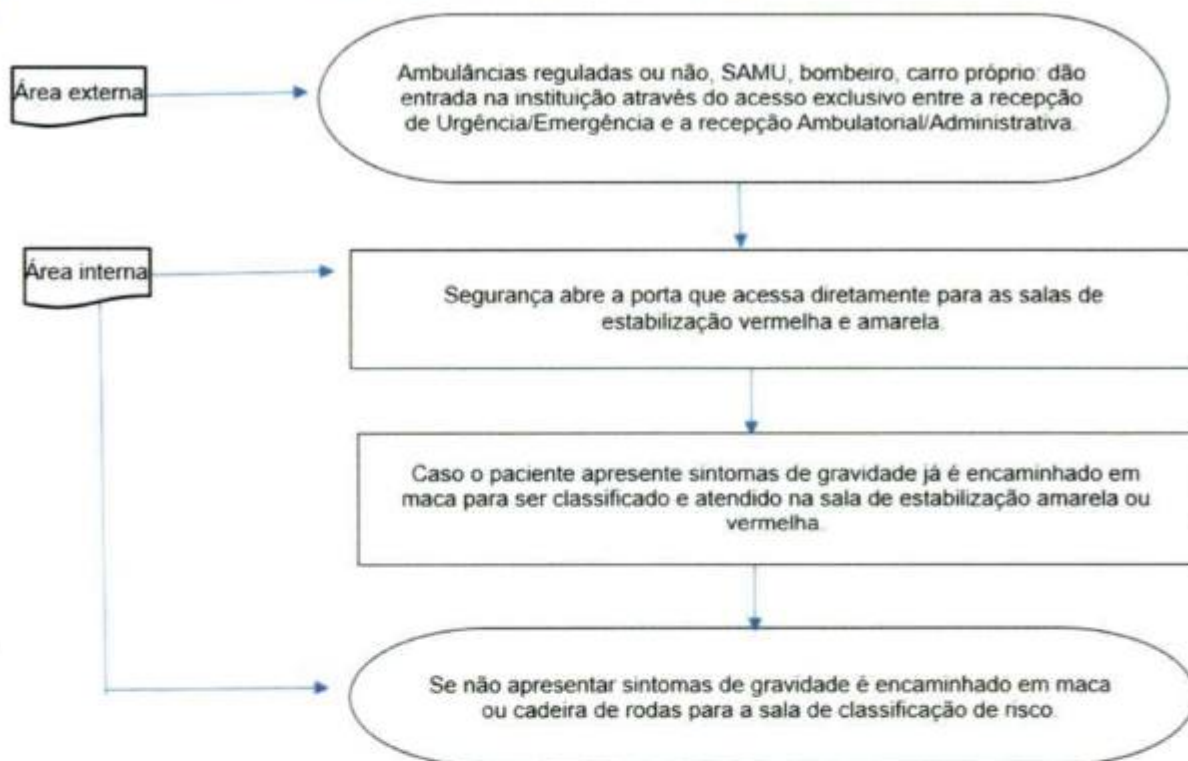 Área externa
Ambulâncias reguladas ou não, SAMU, bombeiro, carro próprio: dão
entrada na instituição através do acesso exclusivo entre a recepção
de Urgência/Emergência e a recepção Ambulatorial/Administrativa.
Área interna
Segurança abre a porta que acessa diretamente para as salas de
estabilização vermelha e amarela.
Caso o paciente apresente sintomas de gravidade já é encaminhado em
maca para ser classificado e atendido na sala de estabilização amarela ou
vermelha.
Se não apresentar sintomas de gravidade é encaminhado em maca
ou cadeira de rodas para a sala de classificação de risco.